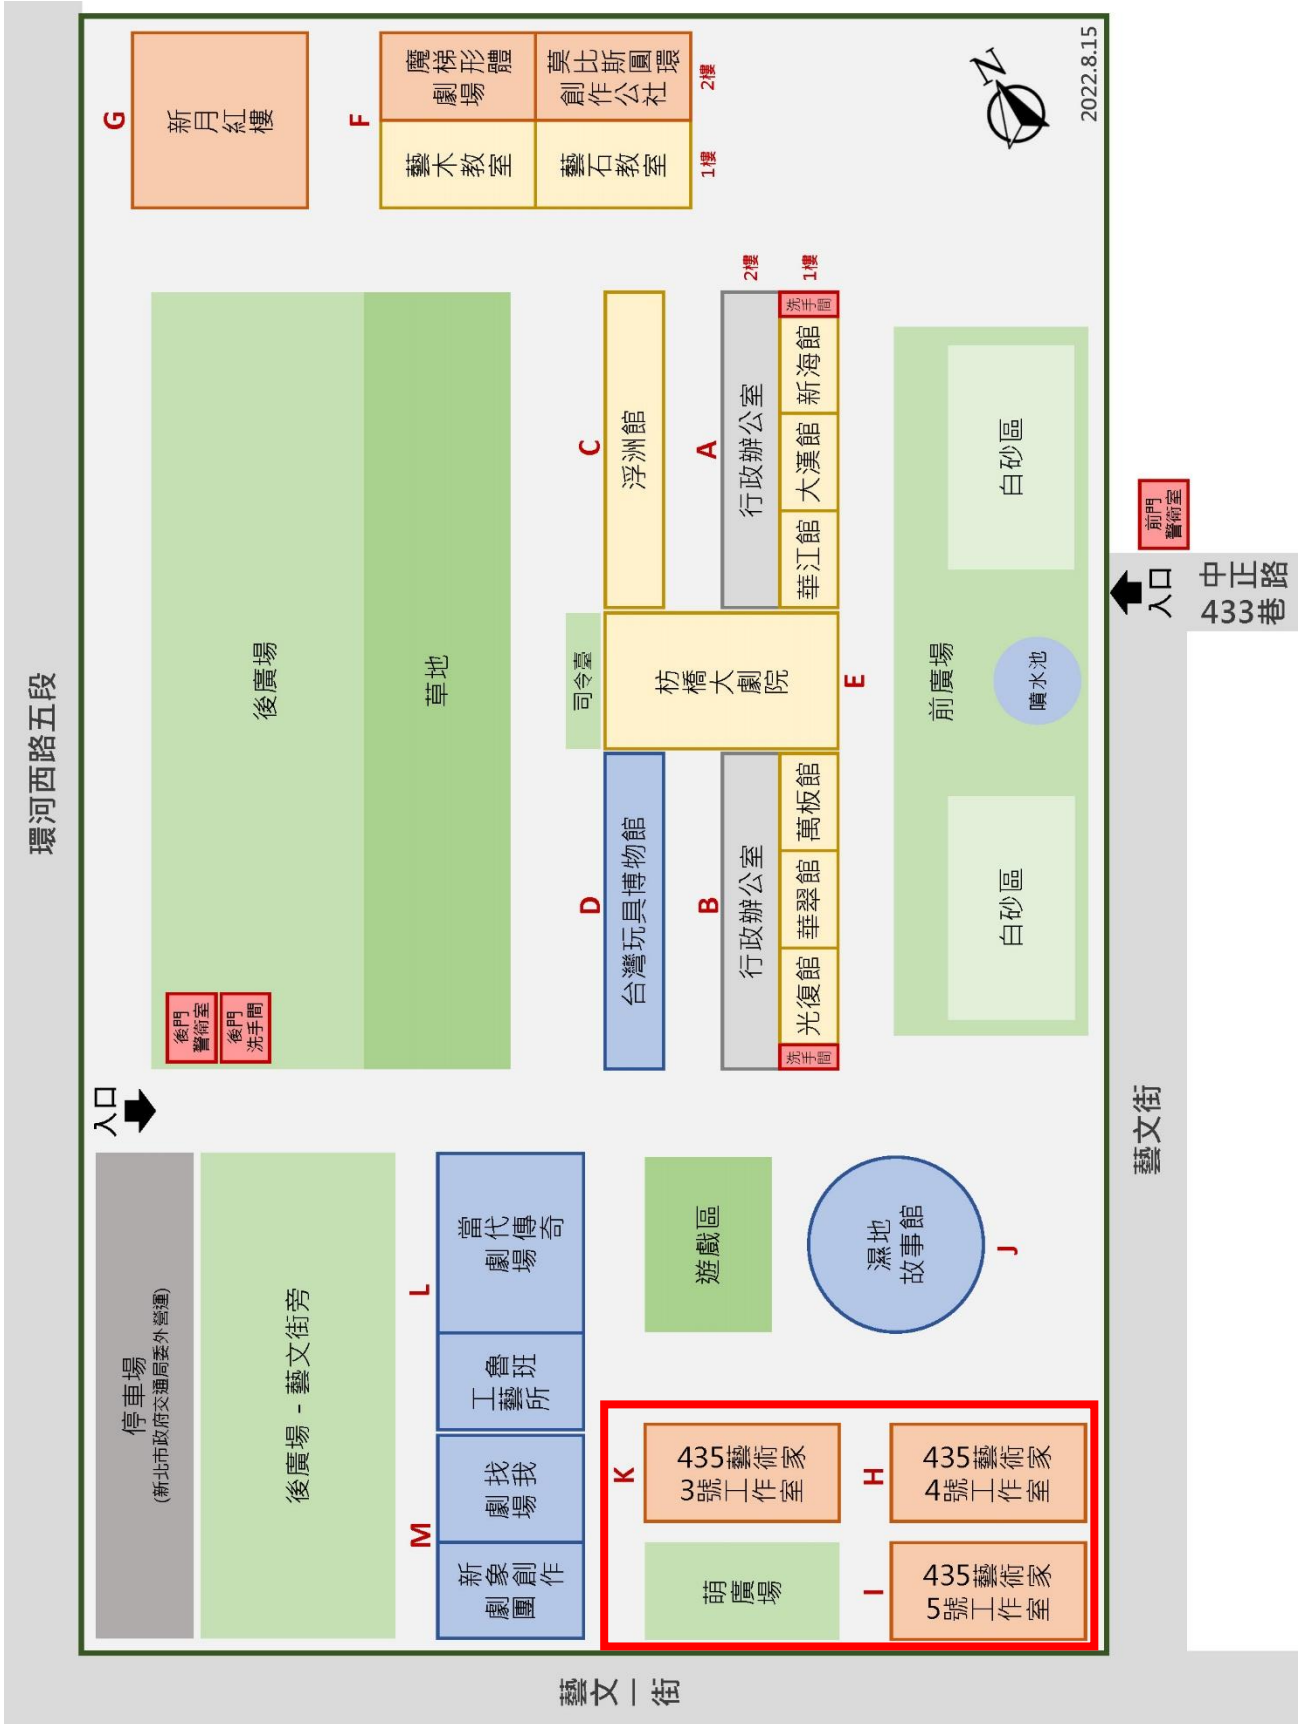 環河西路五段
停車場
(新北市政府交通局委外營運)
入口
後門
警衛室
後門
洗手間
G
新月
紅樓
後廣場 - 藝文街旁
後廣場
草地
F
魔梯形體
劇場
莫比斯圓環
創作公社
2樓
藝木
教室
藝石
教室
1樓
M
新象創作
劇團
找我
劇場
L
魯班
工藝所
當代傳奇
劇場
司令臺
D
台灣玩具博物館
C
浮洲館
枋橋
大劇院
E
B
行政辦公室
洗手間
光復館
華翠館
萬板館
A
行政辦公室
2樓
華江館
大漢館
新海館
洗手間
1樓
萌
廣場
K
435藝術家
3號工作室
遊戲區
I
435藝術家
5號工作室
H
435藝術家
4號工作室
濕地
故事館
J
前廣場
白砂區
噴水池
白砂區
N
2022.8.15
藝文一街
藝文街
入口
前門
警衛室
中正路
433巷